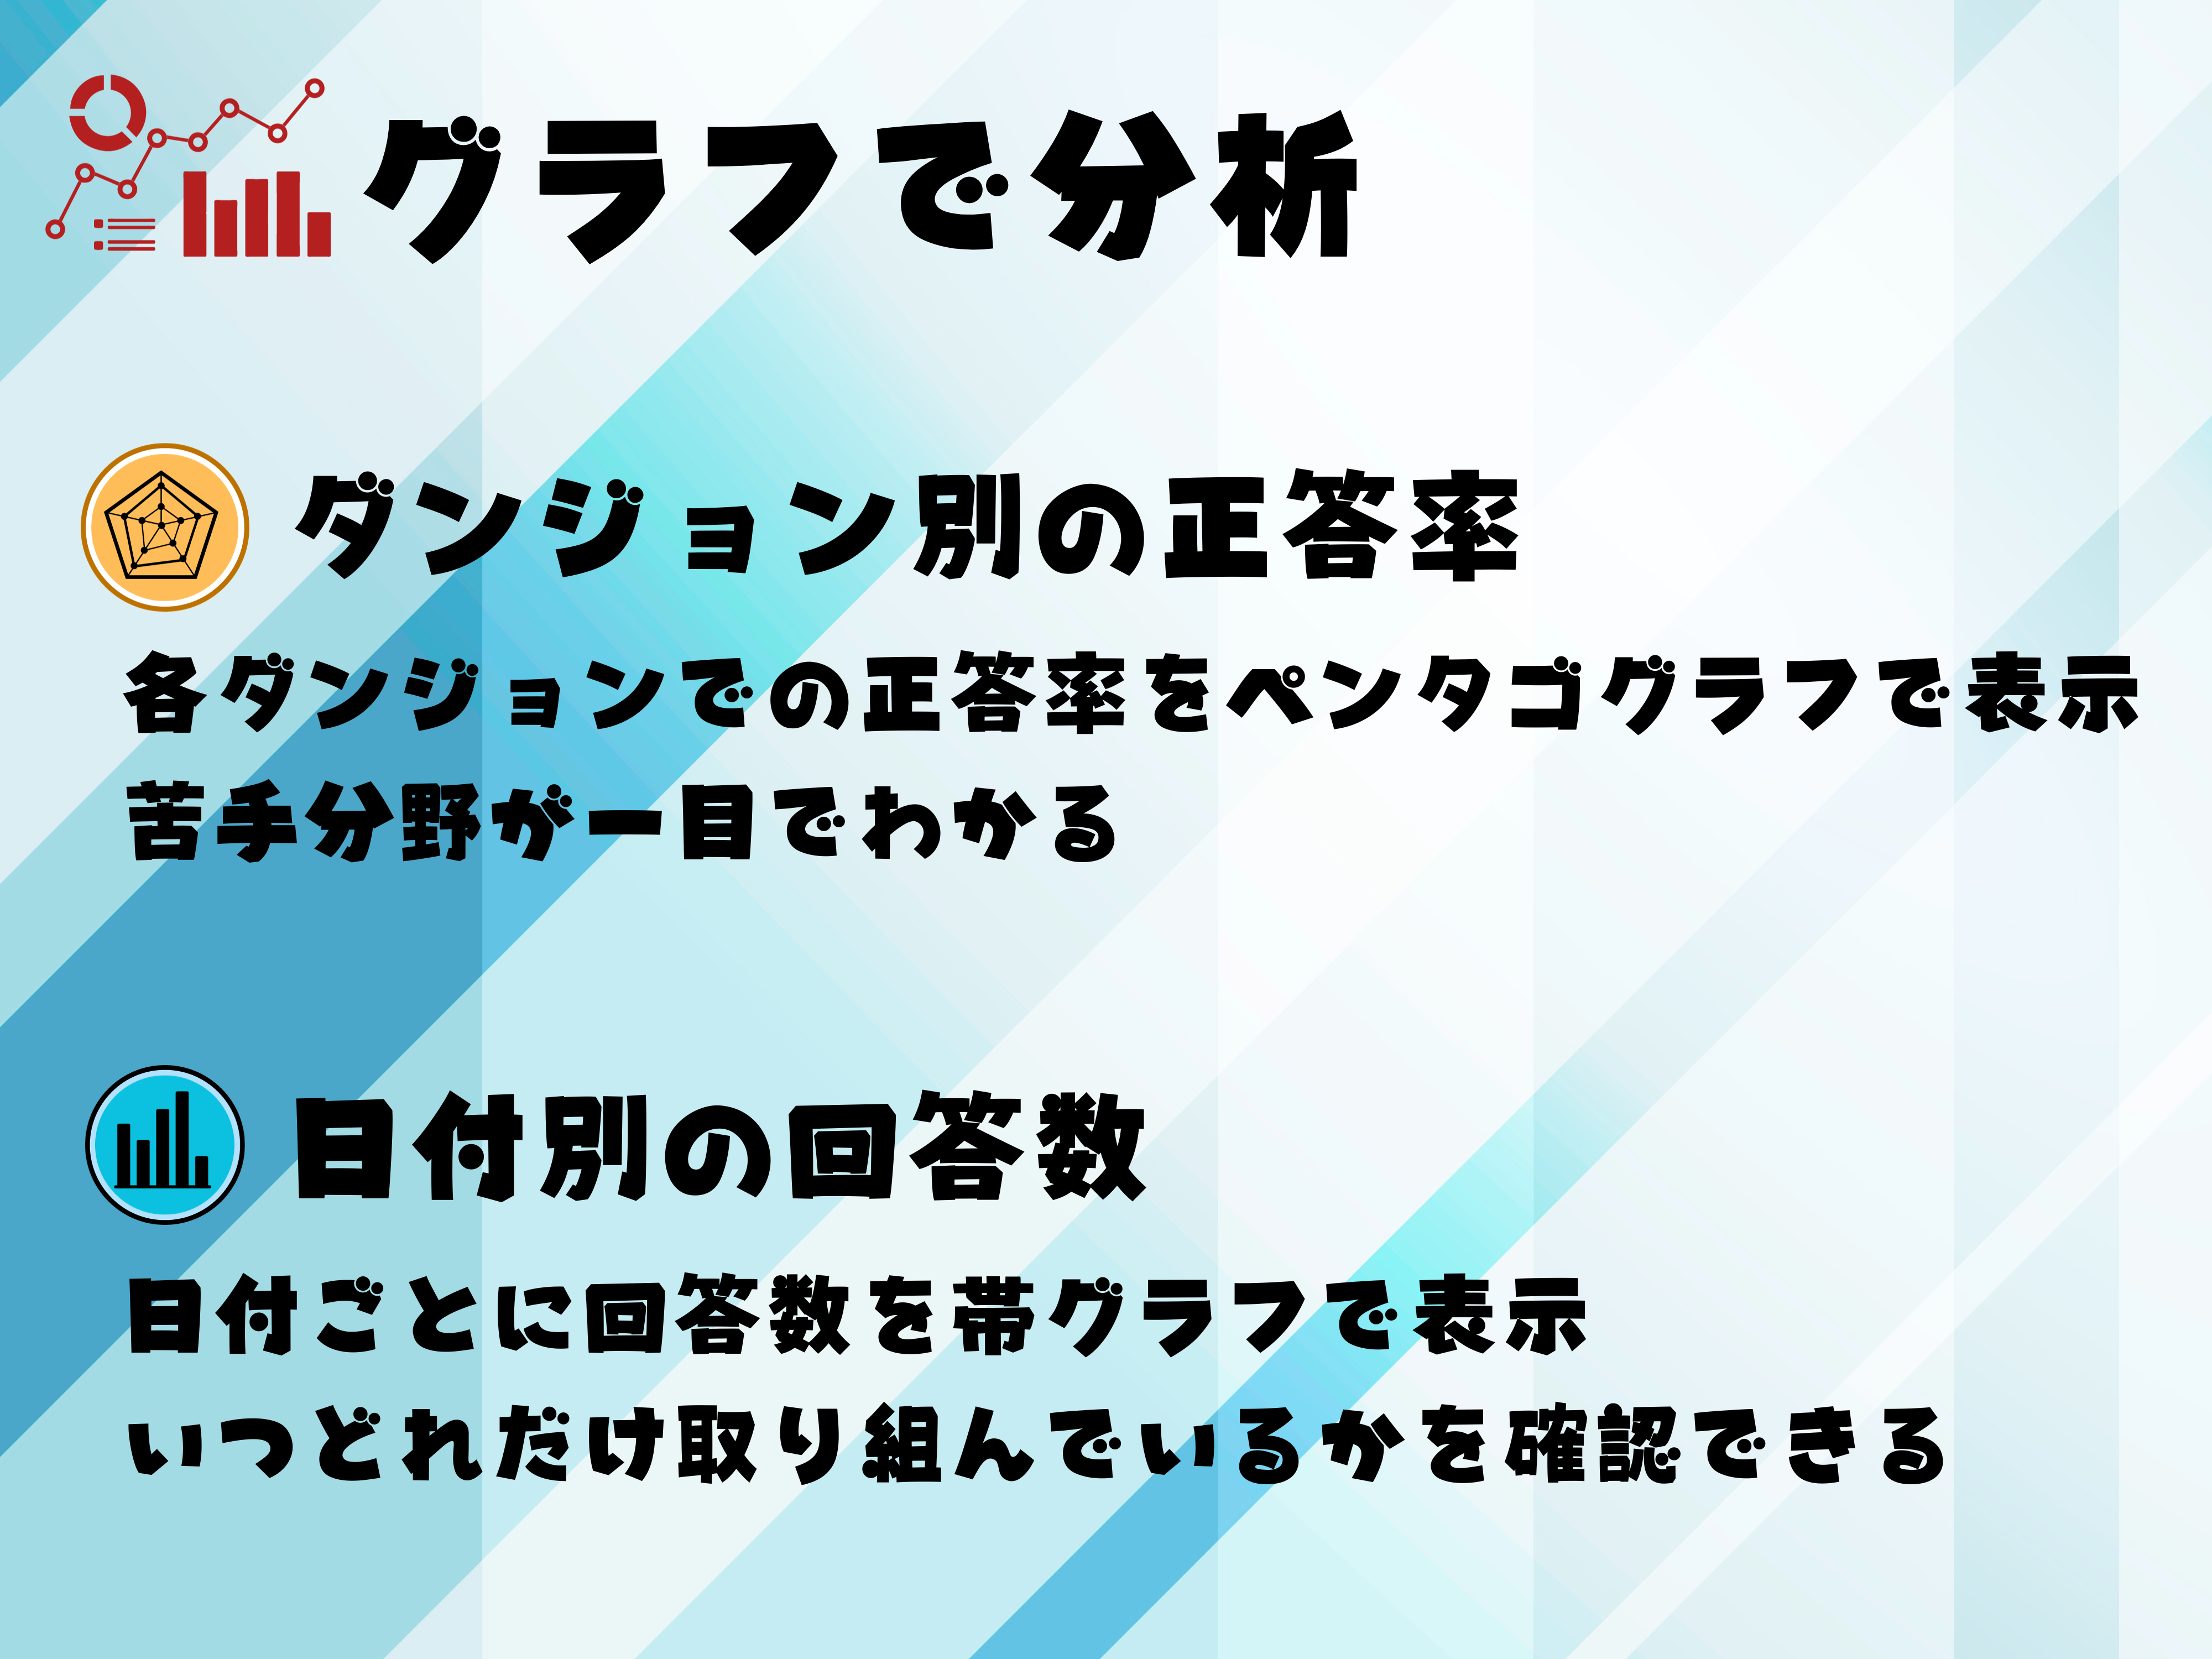 グラフで分析
ダンジョン別の正答率
各ダンジョンでの正答率をペンタゴグラフで表示
苦手分野が一目でわかる
日付別の回答数
日付ごとに回答数を帯グラフで表示
いつどれだけ取り組んでいるかを確認できる